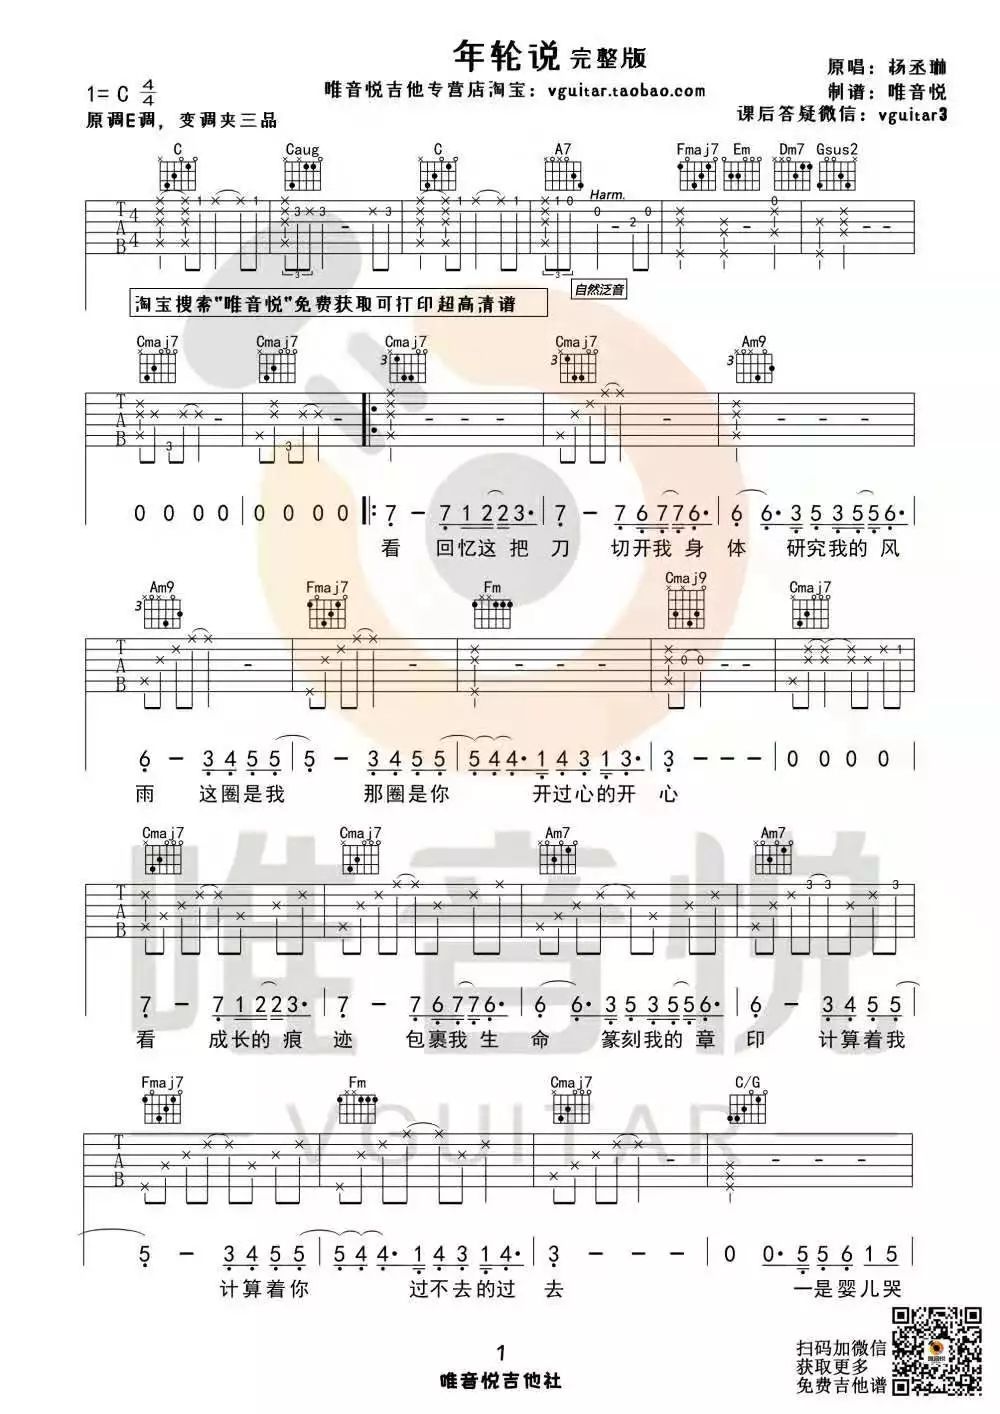 年轮说 完整版
唯音悦吉他专营店淘宝：vguitar.taobao.com
原唱：杨丞琳
制谱：唯音悦
课后答疑微信：vguitar3
1= C 4/4
原调E调，变调夹三品
C Caug C A7 Fmaj7 Em Dm7 Gsus2
Harm.
自然泛音
淘宝搜索"唯音悦"免费获取可打印超高清谱
Cmaj7 Cmaj7 Cmaj7 Cmaj7 Am9
0 0 0 0 0 0 0 0 7 - 7 1 2 2 3· 7 - 7 6 7 7 6· 6 6· 3 5 3 5 5 6·
看 回忆这把刀 切开我身体 研究我的风
Am9 Fmaj7 Fm Cmaj9 Cmaj7
6 - 3 4 5 5 5 - 3 4 5 5 5 4 4· 1 4 3 1 3· 3 - - - 0 0 0 0
雨 这圈是我 那圈是你 开过心的开心
Cmaj7 Cmaj7 Am7 Am7
7 - 7 1 2 2 3· 7 - 7 6 7 7 6· 6 6· 3 5 3 5 5 6· 6 - 3 4 5 5
看 成长的痕迹 包裹我生命 篆刻我的章印 计算着我
Fmaj7 Fm Cmaj7 C/G
5 - 3 4 5 5 5 4 4· 1 4 3 1 4· 3 - - - 0 0· 5 5 6 1 5
计算着你 过不去的过去 一是婴儿哭
唯音悦
VGUITAR
1
唯音悦吉他社
扫码加微信
获取更多
免费吉他谱